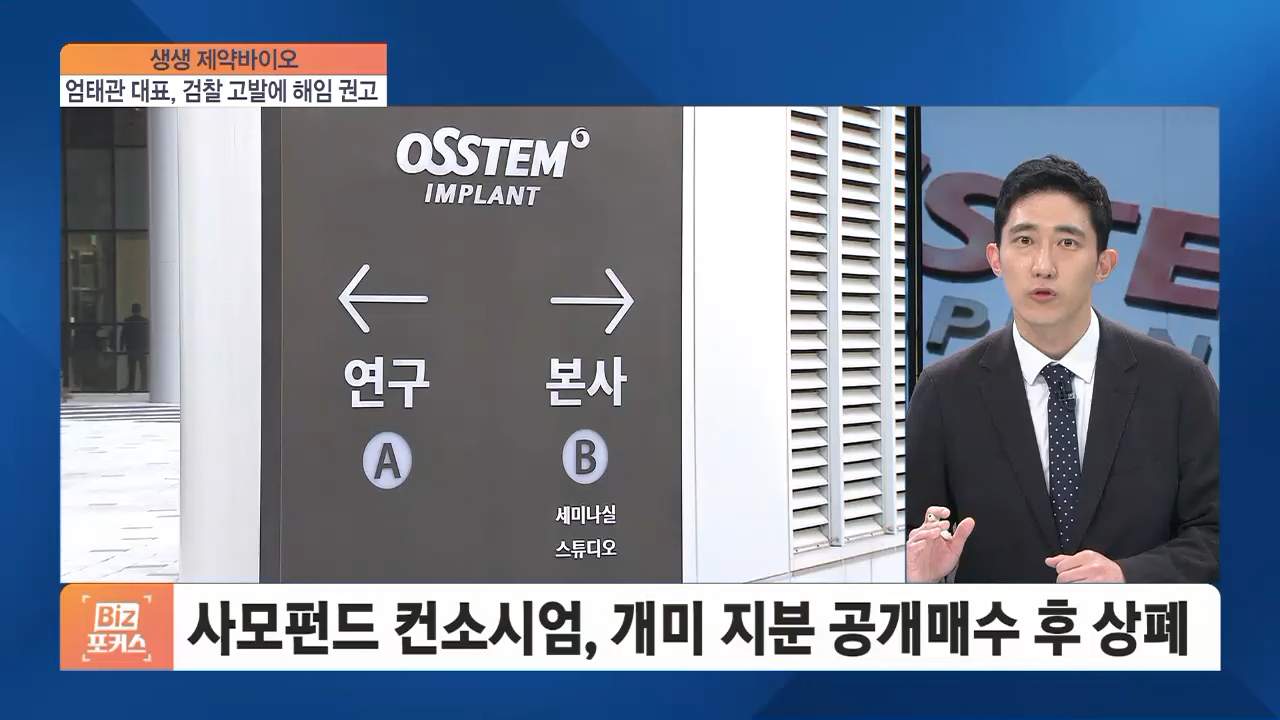 생생 제약바이오
엄태관 대표, 검찰 고발에 해임 권고
OSSTEM
IMPLANT
연구
본사
A
B
세미나실
스튜디오
STE
P
N
Biz
포커스
사모펀드 컨소시엄, 개미 지분 공개매수 후 상폐